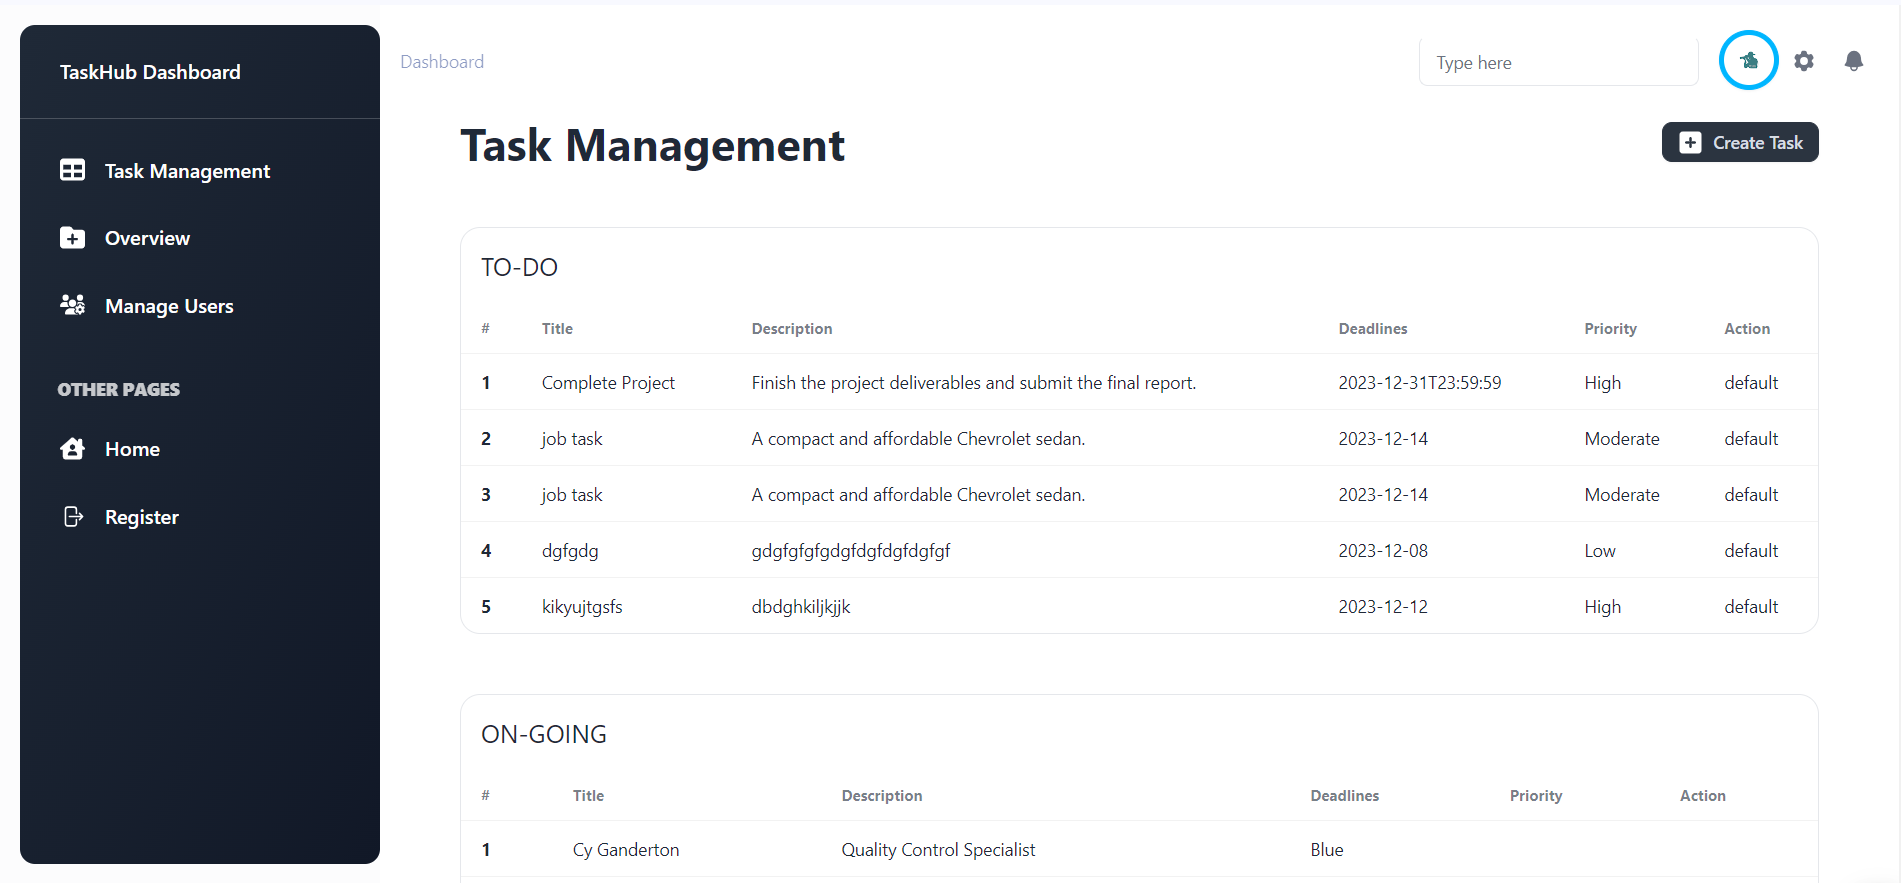 TaskHub Dashboard
Task Management
Overview
Manage Users
OTHER PAGES
Home
Register
Dashboard
Type here
Task Management
Create Task
TO-DO
# Title Description Deadlines Priority Action
1 Complete Project Finish the project deliverables and submit the final report. 2023-12-31T23:59:59 High default
2 job task A compact and affordable Chevrolet sedan. 2023-12-14 Moderate default
3 job task A compact and affordable Chevrolet sedan. 2023-12-14 Moderate default
4 dgfgdg gdgfgfgfgdgfdgfdgfdgfgf 2023-12-08 Low default
5 kikyujtgsfs dbdghkiljkjjk 2023-12-12 High default
ON-GOING
# Title Description Deadlines Priority Action
1 Cy Ganderton Quality Control Specialist Blue